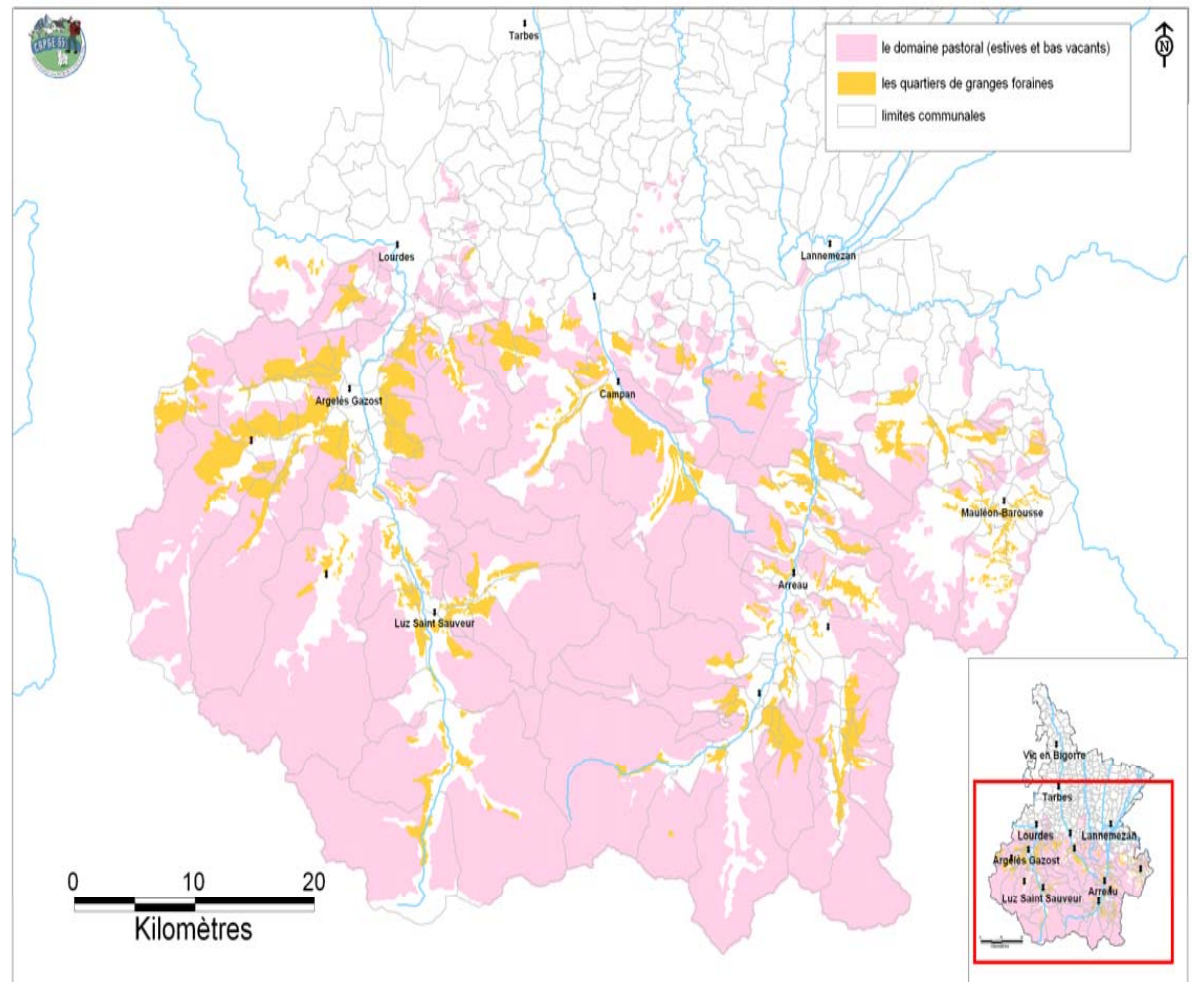 Tarbes
le domaine pastoral (estives et bas vacants)
les quartiers de granges foraines
limites communales
N
Lourdes
Lannemezan
Argelès Gazost
Campan
Mauléon-Barousse
Arreau
Luz Saint Sauveur
0 10 20
Kilomètres
Vic en Bigorre
Tarbes
Lourdes
Lannemezan
Argelès Gazost
Arreau
Luz Saint Sauveur